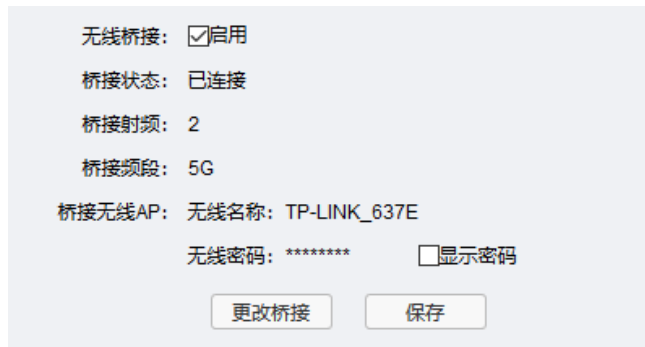 无线桥接： 启用
桥接状态： 已连接
桥接射频： 2
桥接频段： 5G
桥接无线AP： 无线名称： TP-LINK_637E
无线密码： ******** 显示密码
更改桥接 保存